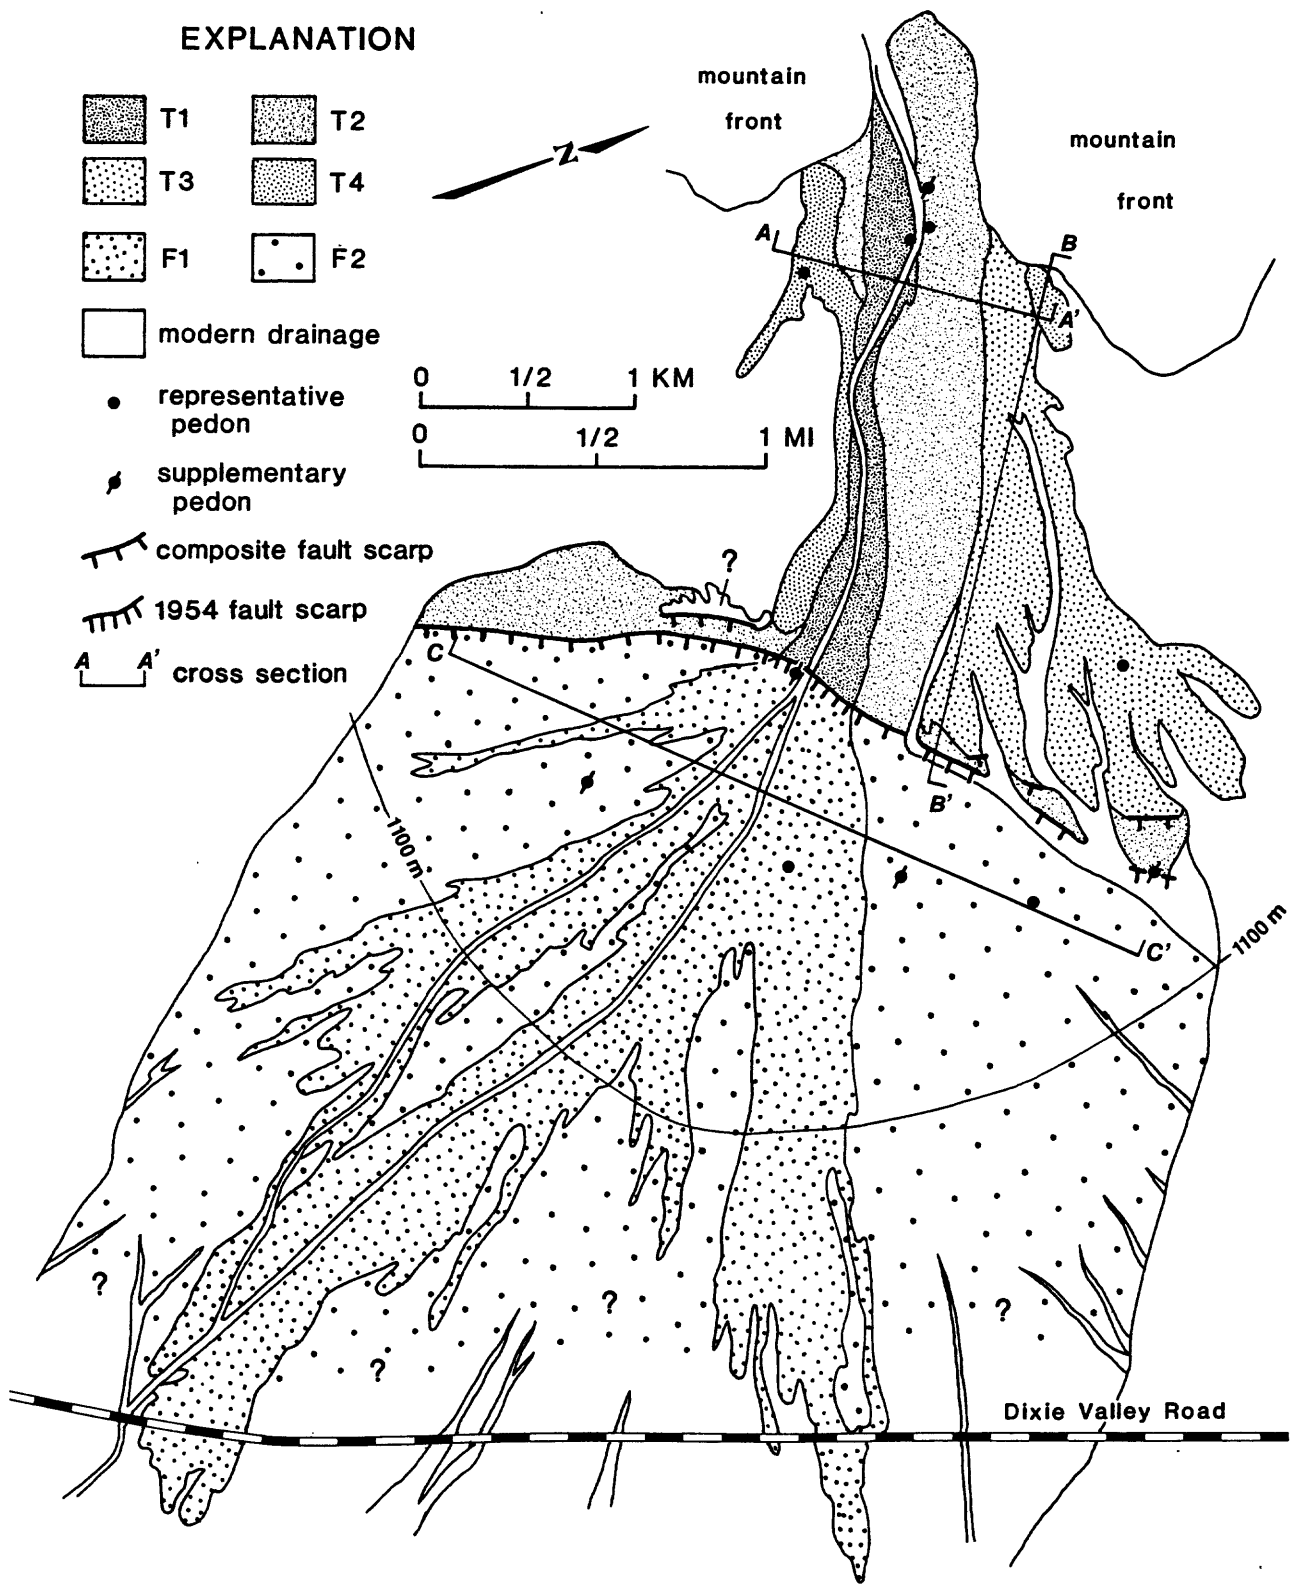 EXPLANATION
T1
T2
T3
T4
F1
F2
modern drainage
representative
pedon
supplementary
pedon
composite fault scarp
1954 fault scarp
A A'
cross section
N
0 1/2 1 KM
0 1/2 1 MI
mountain
front
mountain
front
A
B
A'
?
C
B'
C'
1100 m
1100 m
?
?
?
?
Dixie Valley Road